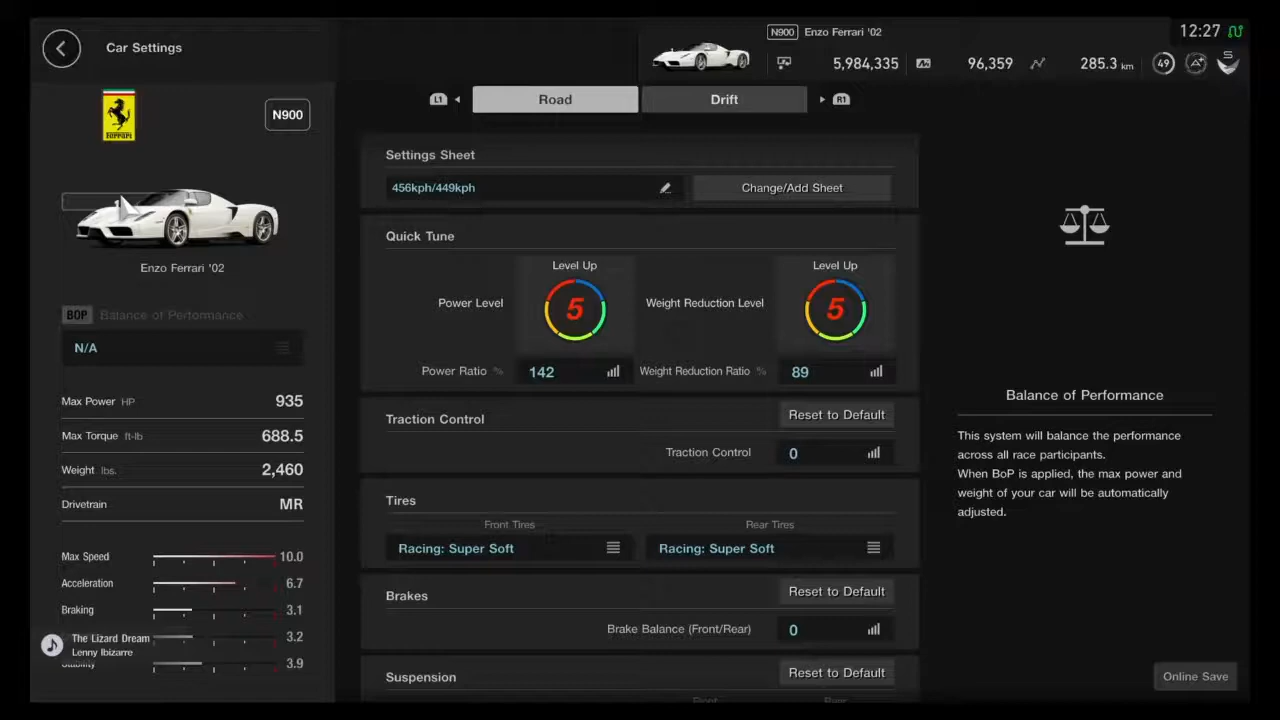 Car Settings
N900 Enzo Ferrari '02
12:27
5,984,335
96,359
285.3 km
49
A+
S
L1
Road
Drift
R1
Ferrari
N900
Enzo Ferrari '02
BOP Balance of Performance
N/A
Max Power HP 935
Max Torque ft-lb 688.5
Weight lbs. 2,460
Drivetrain MR
Max Speed 10.0
Acceleration 6.7
Braking 3.1
3.2
Stability 3.9
The Lizard Dream
Lenny Ibizarre
Settings Sheet
456kph/449kph
Change/Add Sheet
Quick Tune
Level Up
Level Up
Power Level 5
Weight Reduction Level 5
Power Ratio % 142
Weight Reduction Ratio % 89
Traction Control
Reset to Default
Traction Control 0
Tires
Front Tires
Rear Tires
Racing: Super Soft
Racing: Super Soft
Brakes
Reset to Default
Brake Balance (Front/Rear) 0
Suspension
Reset to Default
Front
Rear
Balance of Performance
This system will balance the performance
across all race participants.
When BoP is applied, the max power and
weight of your car will be automatically
adjusted.
Online Save